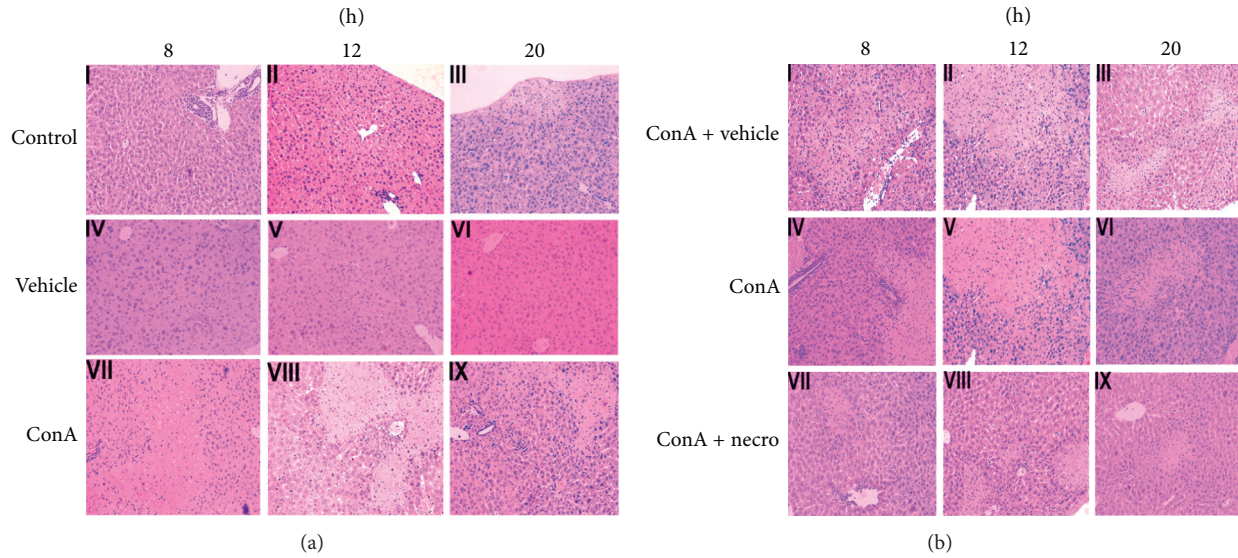 (h)
8 12 20
Control I II III
Vehicle IV V VI
ConA VII VIII IX
(a)
(h)
8 12 20
ConA + vehicle I II III
ConA IV V VI
ConA + necro VII VIII IX
(b)